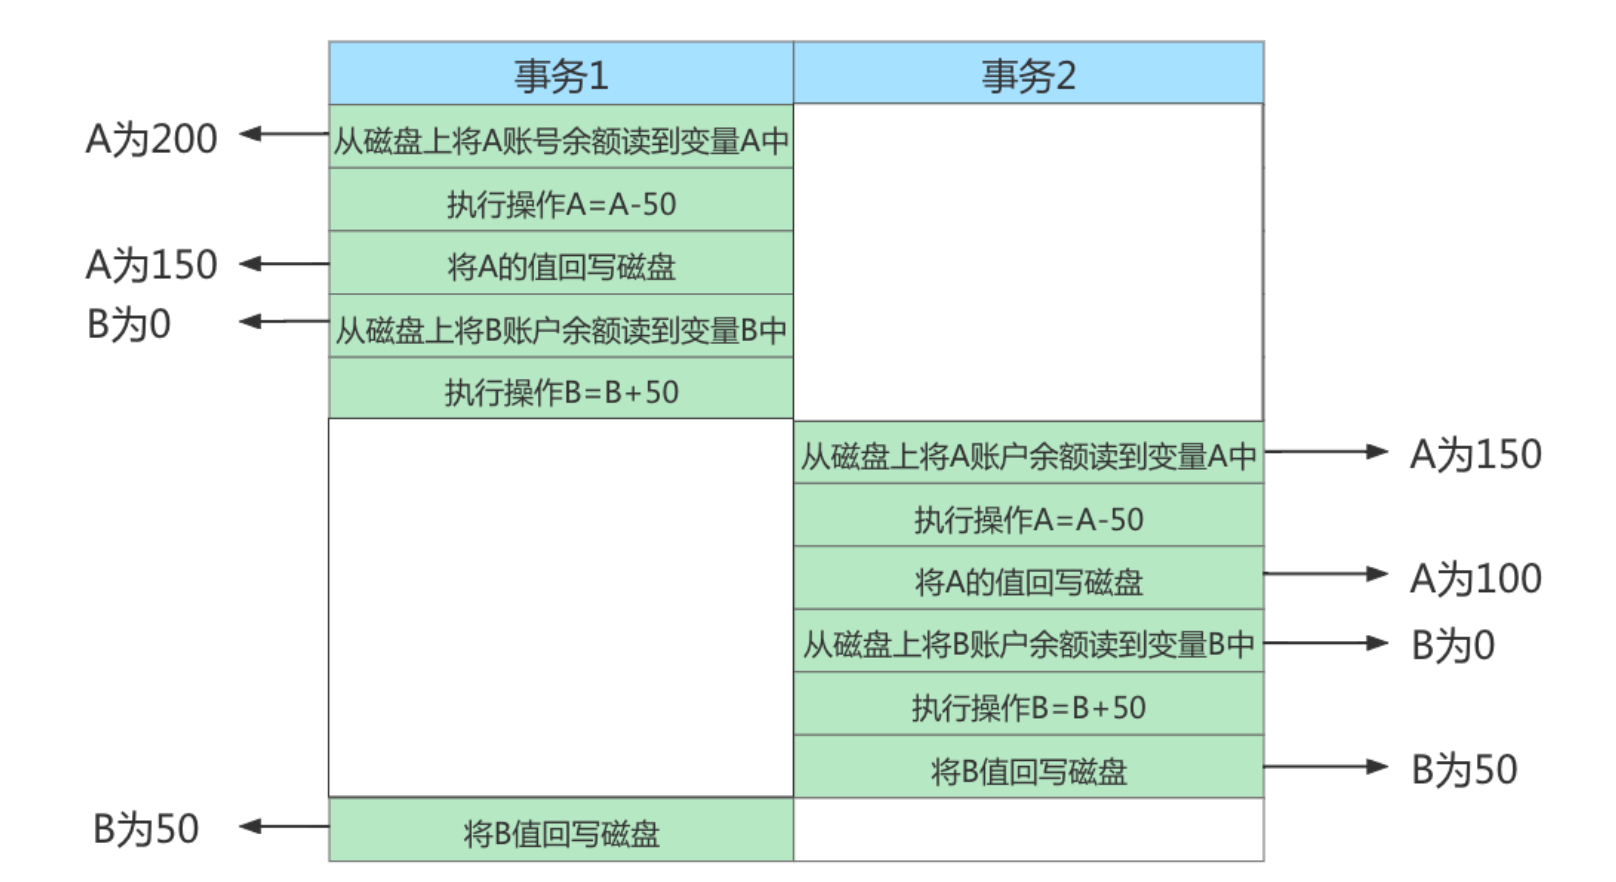 事务1
事务2
A为200
从磁盘上将A账号余额读到变量A中
执行操作A=A-50
A为150
将A的值回写磁盘
B为0
从磁盘上将B账户余额读到变量B中
执行操作B=B+50
从磁盘上将A账户余额读到变量A中
A为150
执行操作A=A-50
将A的值回写磁盘
A为100
从磁盘上将B账户余额读到变量B中
B为0
执行操作B=B+50
将B值回写磁盘
B为50
B为50
将B值回写磁盘